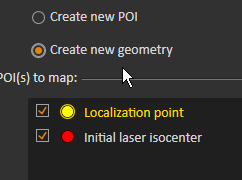 Create new POI
Create new geometry
POI(s) to map:
Localization point
Initial laser isocenter